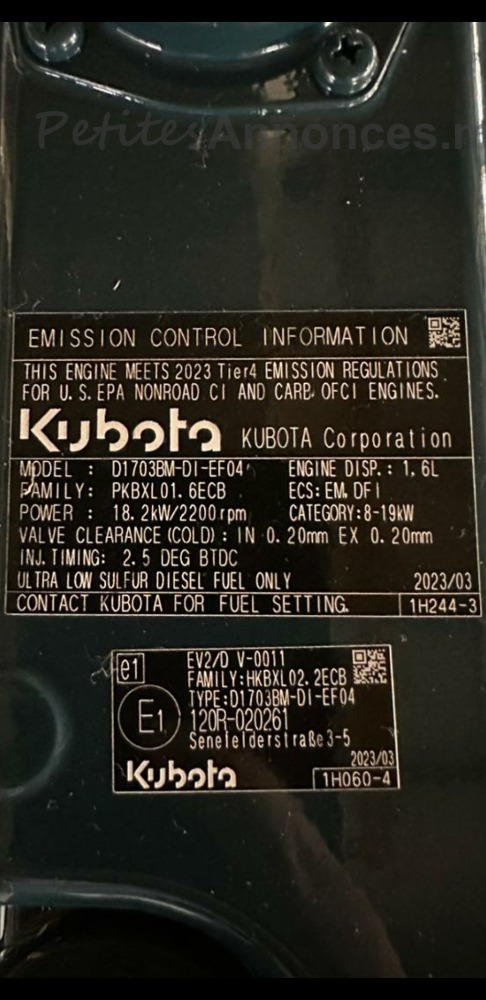 PetitesAnnonces.n
EMISSION CONTROL INFORMATION
THIS ENGINE MEETS 2023 Tier4 EMISSION REGULATIONS
FOR U.S. EPA NONROAD CI AND CARB OFCI ENGINES.
Kubota KUBOTA Corporation
MODEL : D1703BM-DI-EF04 ENGINE DISP.: 1.6L
FAMILY: PKBXL01.6ECB ECS: EM, DFI
POWER : 18.2kW/2200rpm CATEGORY:8-19kW
VALVE CLEARANCE (COLD) : IN 0.20mm EX 0.20mm
INJ. TIMING: 2.5 DEG BTDC
ULTRA LOW SULFUR DIESEL FUEL ONLY 2023/03
CONTACT KUBOTA FOR FUEL SETTING. 1H244-3
e1 EV2/D V-0011
FAMILY:HKBXL02.2ECB
TYPE:D1703BM-DI-EF04
E1 120R-020261
Senefelderstraße 3-5
2023/03
Kubota 1H060-4